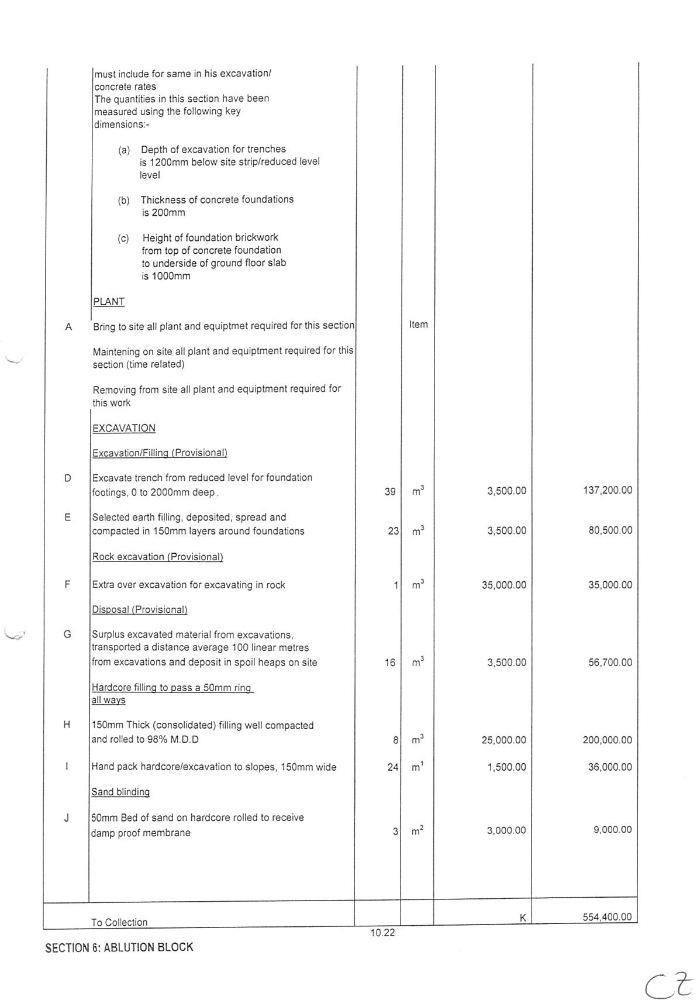 must include for same in his excavation/
concrete rates
The quantities in this section have been
measured using the following key
dimensions:-
(a) Depth of excavation for trenches
is 1200mm below site strip/reduced level
level
(b) Thickness of concrete foundations
is 200mm
(c) Height of foundation brickwork
from top of concrete foundation
to underside of ground floor slab
is 1000mm
PLANT
A Bring to site all plant and equiptmet required for this section Item
Maintening on site all plant and equiptment required for this
section (time related)
Removing from site all plant and equiptment required for
this work
EXCAVATION
Excavation/Filling (Provisional)
D Excavate trench from reduced level for foundation
footings, 0 to 2000mm deep. 39 m³ 3,500.00 137,200.00
E Selected earth filling, deposited, spread and
compacted in 150mm layers around foundations 23 m³ 3,500.00 80,500.00
Rock excavation (Provisional)
F Extra over excavation for excavating in rock 1 m³ 35,000.00 35,000.00
Disposal (Provisional)
G Surplus excavated material from excavations,
transported a distance average 100 linear metres
from excavations and deposit in spoil heaps on site 16 m³ 3,500.00 56,700.00
Hardcore filling to pass a 50mm ring
all ways
H 150mm Thick (consolidated) filling well compacted
and rolled to 98% M.D.D 8 m³ 25,000.00 200,000.00
I Hand pack hardcore/excavation to slopes, 150mm wide 24 m¹ 1,500.00 36,000.00
Sand blinding
J 50mm Bed of sand on hardcore rolled to receive
damp proof membrane 3 m² 3,000.00 9,000.00
To Collection K 554,400.00
10.22
SECTION 6: ABLUTION BLOCK